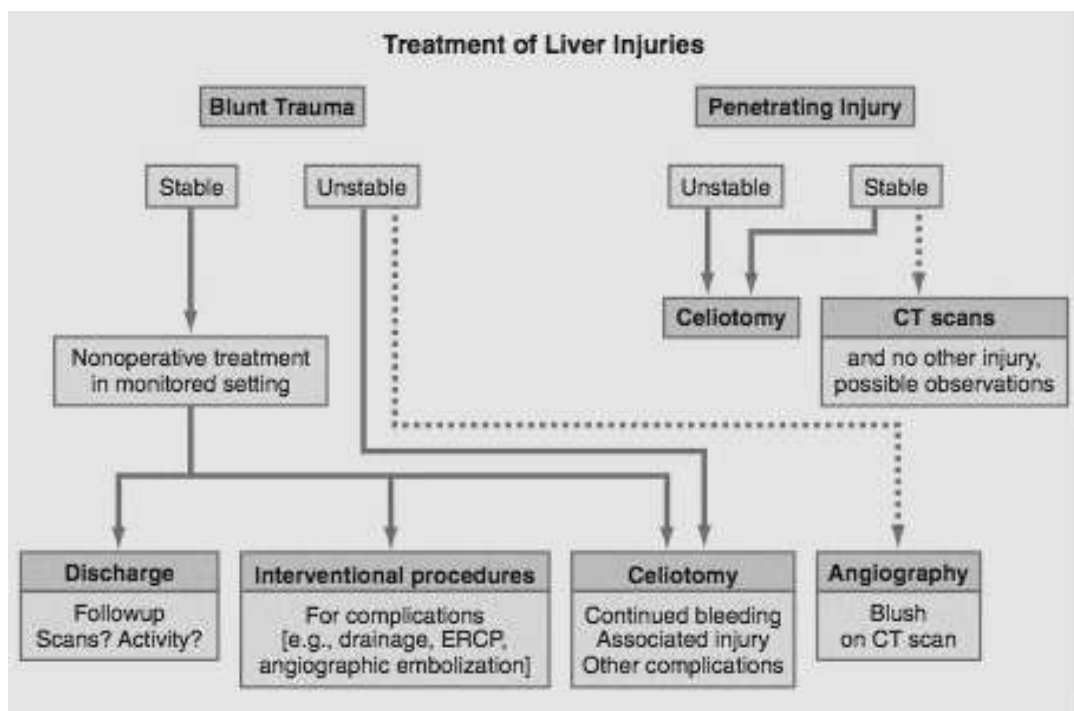 Treatment of Liver Injuries
Blunt Trauma
Penetrating Injury
Stable
Unstable
Unstable
Stable
Celiotomy
CT scans
and no other injury,
possible observations
Nonoperative treatment
in monitored setting
Discharge
Followup
Scans? Activity?
Interventional procedures
For complications
[e.g., drainage, ERCP,
angiographic embolization]
Celiotomy
Continued bleeding
Associated injury
Other complications
Angiography
Blush
on CT scan